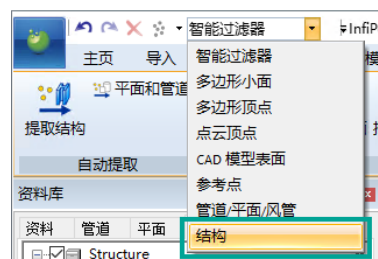 智能过滤器
InfiP
主页 导入
智能过滤器
多边形小面
多边形顶点
点云顶点
CAD 模型表面
参考点
管道/平面/风管
结构
平面和管道
提取结构
自动提取
资料库
资料 管道 平面
Structure